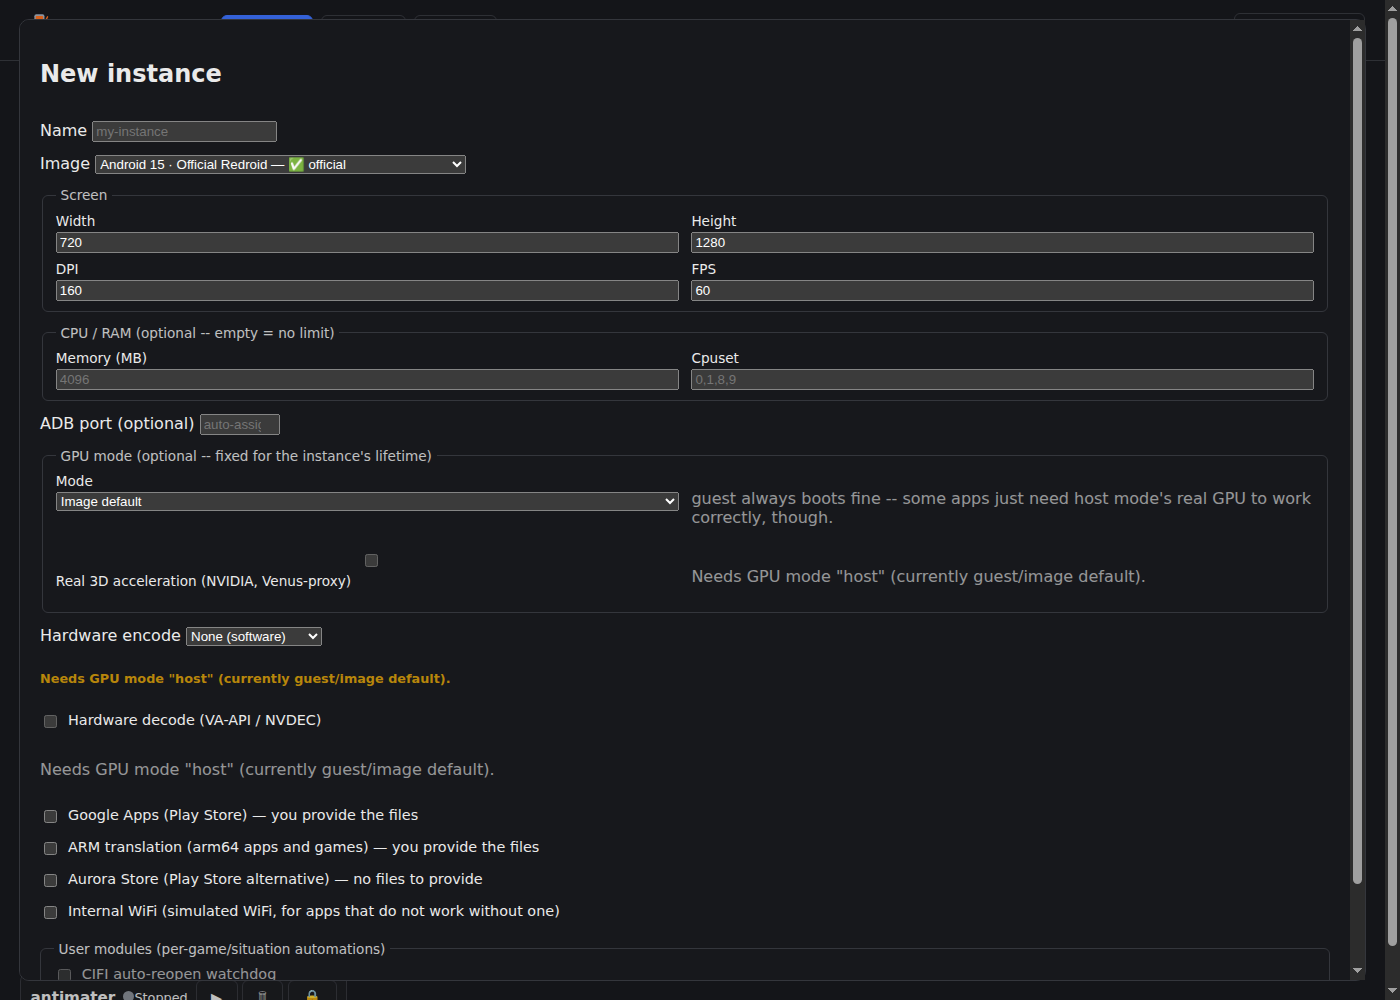 New instance
Name my-instance
Image Android 15 · Official Redroid — ✅ official
Screen
Width Height
720 1280
DPI FPS
160 60
CPU / RAM (optional -- empty = no limit)
Memory (MB) Cpuset
4096 0,1,8,9
ADB port (optional) auto-assig
GPU mode (optional -- fixed for the instance's lifetime)
Mode
Image default
guest always boots fine -- some apps just need host mode's real GPU to work
correctly, though.
Real 3D acceleration (NVIDIA, Venus-proxy)
Needs GPU mode "host" (currently guest/image default).
Hardware encode None (software)
Needs GPU mode "host" (currently guest/image default).
Hardware decode (VA-API / NVDEC)
Needs GPU mode "host" (currently guest/image default).
Google Apps (Play Store) — you provide the files
ARM translation (arm64 apps and games) — you provide the files
Aurora Store (Play Store alternative) — no files to provide
Internal WiFi (simulated WiFi, for apps that do not work without one)
User modules (per-game/situation automations)
CIFI auto-reopen watchdog
antimater Stopped